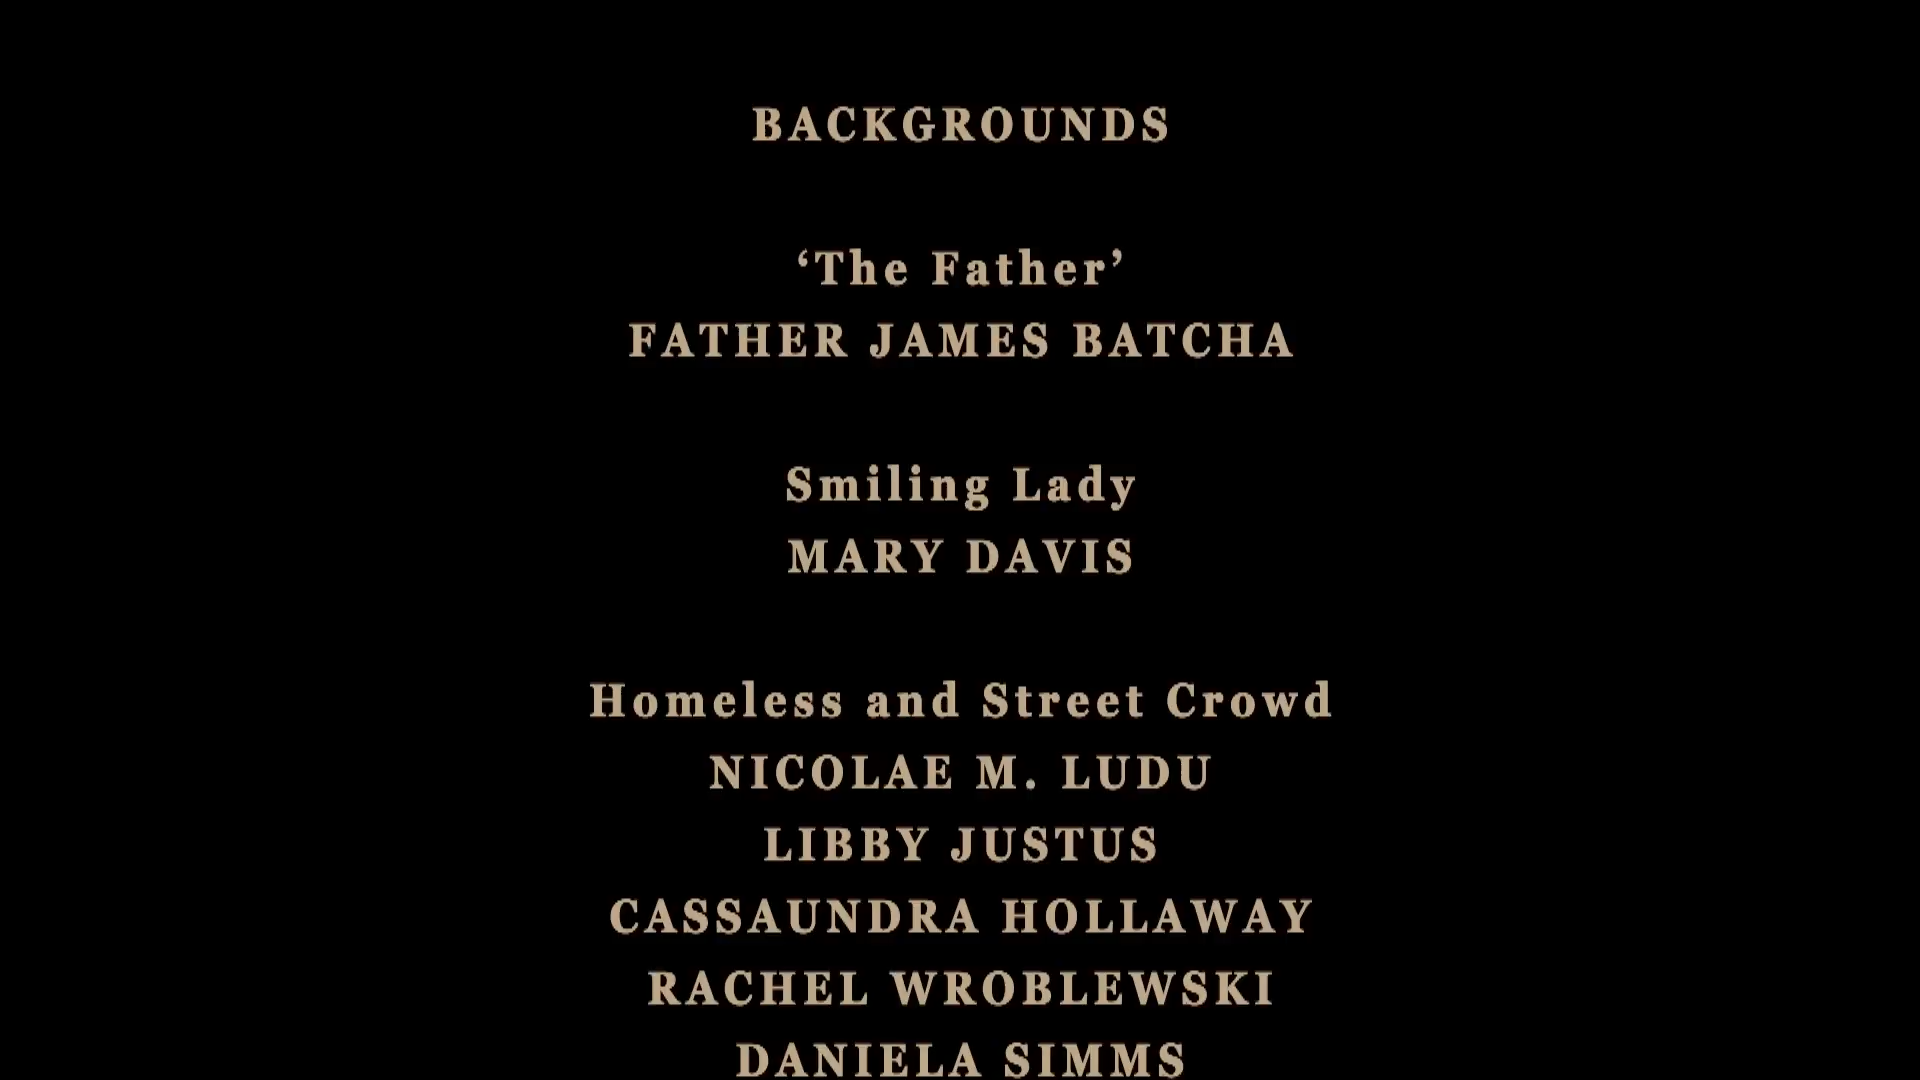 BACKGROUNDS
‘The Father’
FATHER JAMES BATCHA
Smiling Lady
MARY DAVIS
Homeless and Street Crowd
NICOLAE M. LUDU
LIBBY JUSTUS
CASSAUNDRA HOLLAWAY
RACHEL WROBLEWSKI
DANIELA SIMMS